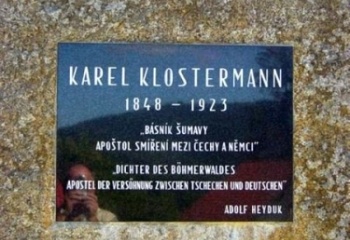 KAREL KLOSTERMANN
1848 – 1923
„BÁSNÍK ŠUMAVY
APOŠTOL SMÍŘENÍ MEZI ČECHY A NĚMCI"
„DICHTER DES BÖHMERWALDES
APOSTEL DER VERSÖHNUNG ZWISCHEN TSCHECHEN UND DEUTSCHEN"
ADOLF HEYDUK